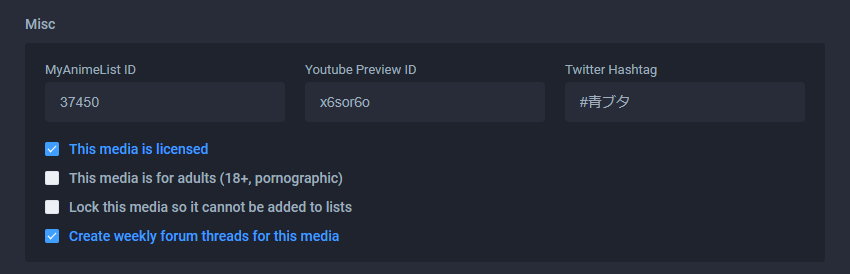 Misc
MyAnimeList ID Youtube Preview ID Twitter Hashtag
37450 x6sor6o #青ブタ
This media is licensed
This media is for adults (18+, pornographic)
Lock this media so it cannot be added to lists
Create weekly forum threads for this media